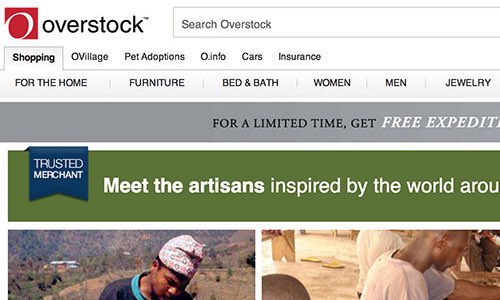 overstock™
Search Overstock
Shopping OVillage Pet Adoptions O.info Cars Insurance
FOR THE HOME FURNITURE BED & BATH WOMEN MEN JEWELRY
FOR A LIMITED TIME, GET FREE EXPEDIT
TRUSTED
MERCHANT
Meet the artisans inspired by the world arou